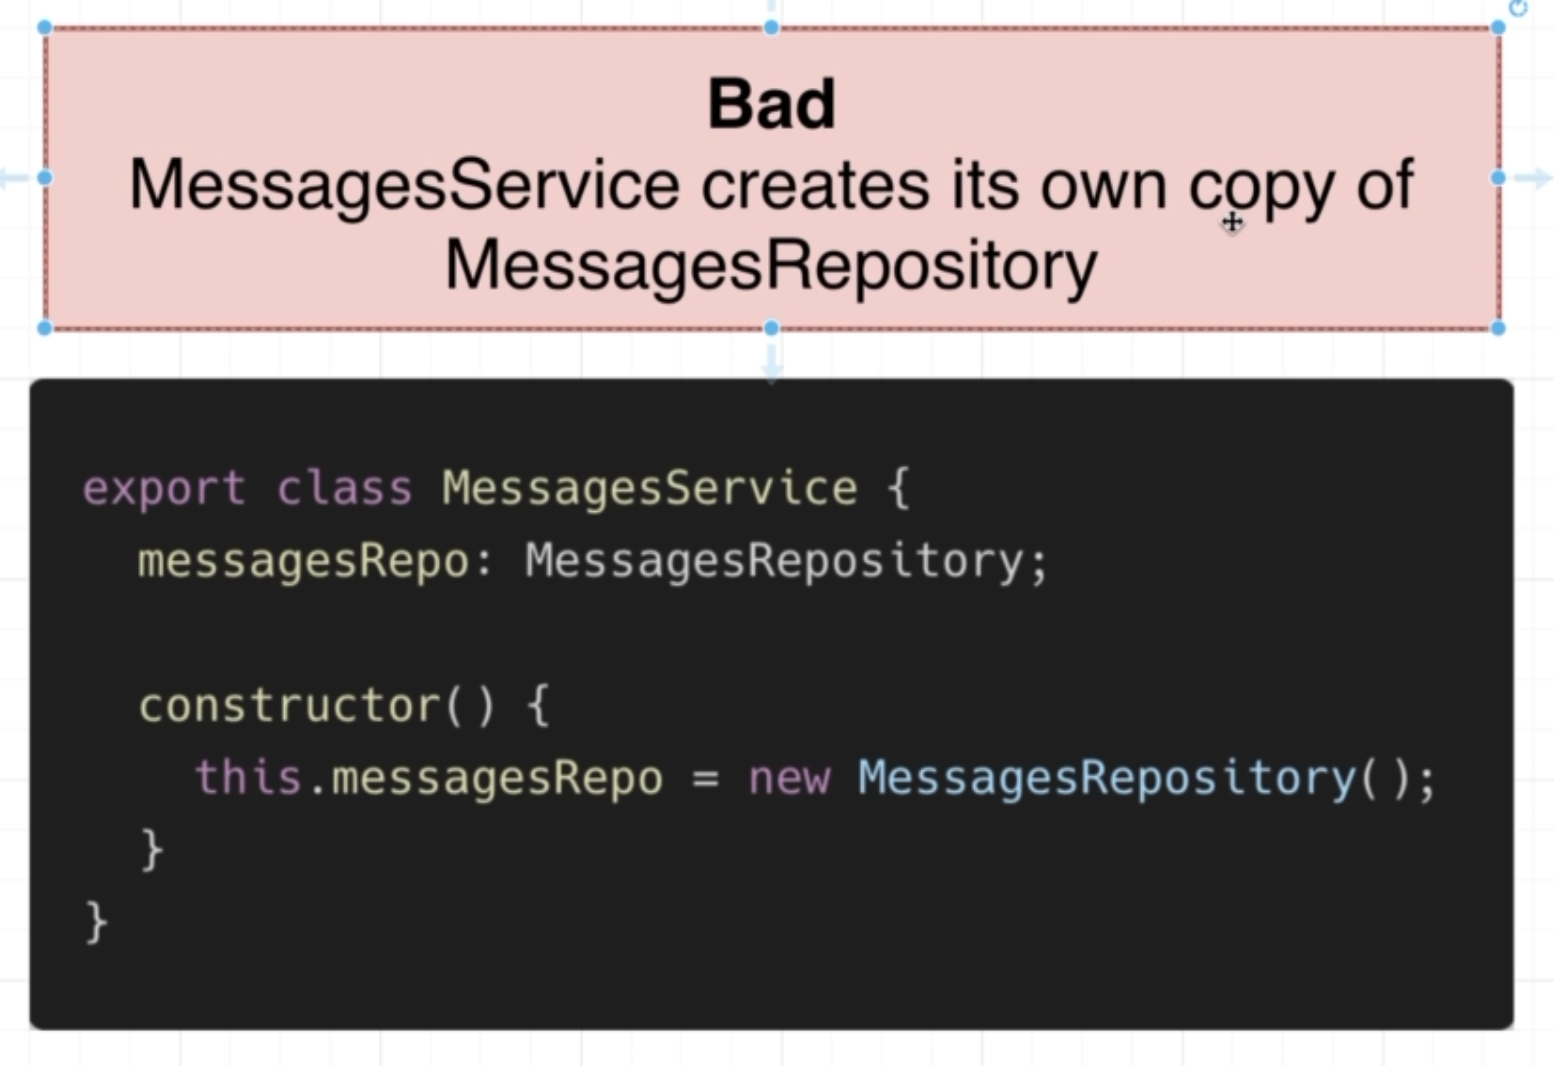 Bad
MessagesService creates its own copy of
MessagesRepository
export class MessagesService {
  messagesRepo: MessagesRepository;
  constructor() {
    this.messagesRepo = new MessagesRepository();
  }
}